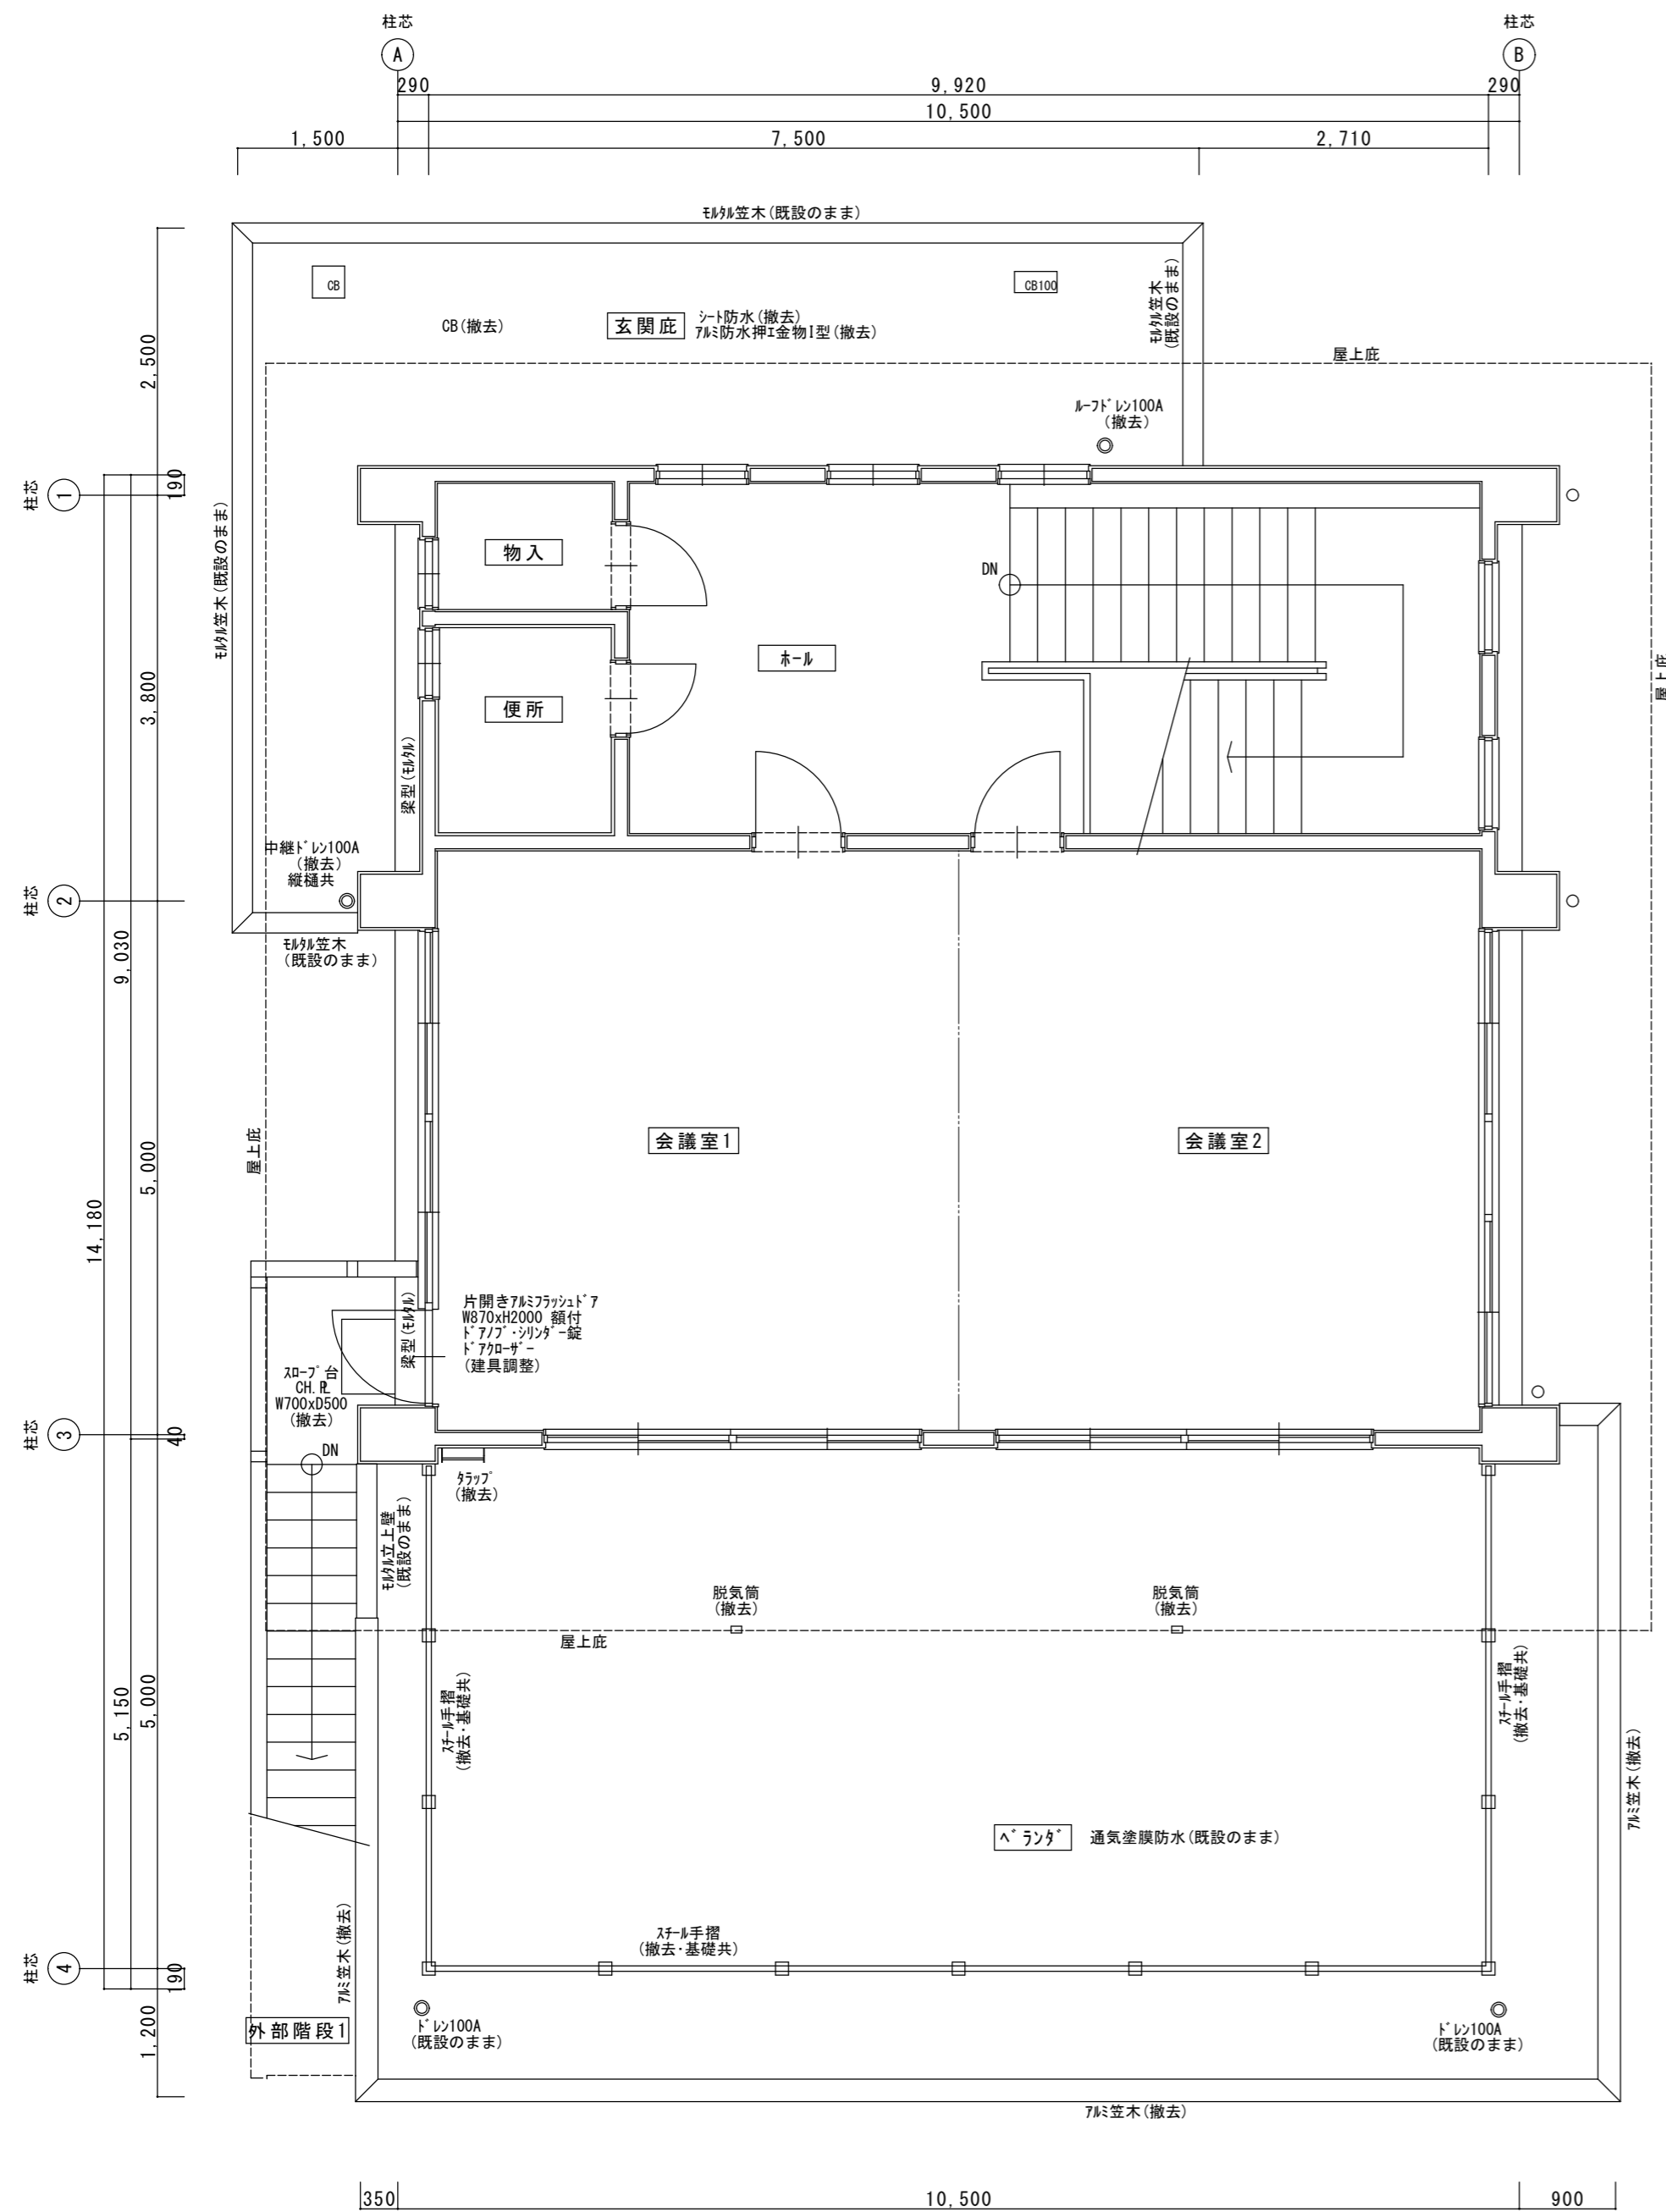 柱芯
柱芯
A
B
290
9,920
290
10,500
1,500
7,500
2,710
モルタル笠木(既設のまま)
CB
CB100
CB(撤去)
玄関庇
シート防水(撤去)
アルミ防水押エ金物I型(撤去)
モルタル笠木
(既設のまま)
屋上庇
ルーフドレン100A
(撤去)
2,500
190
柱芯
1
モルタル笠木(既設のまま)
物入
DN
ホール
屋上庇
便所
3,800
梁型(モルタル)
中継ドレン100A
(撤去)
縦樋共
柱芯
2
モルタル笠木
(既設のまま)
9,030
会議室1
会議室2
屋上庇
5,000
14,180
片開きアルミフラッシュドア
W870xH2000 額付
ドアノブ・シリンダー錠
ドアクローザー
(建具調整)
梁型(モルタル)
スロープ台
CH.PL
W700xD500
(撤去)
柱芯
3
40
DN
タラップ
(撤去)
モルタル立上壁
(既設のまま)
脱気筒
(撤去)
脱気筒
(撤去)
屋上庇
5,150
5,000
スチール手摺
(撤去・基礎共)
スチール手摺
(撤去・基礎共)
アルミ笠木(撤去)
ベランダ
通気塗膜防水(既設のまま)
スチール手摺
(撤去・基礎共)
アルミ笠木(撤去)
柱芯
4
190
1,200
外部階段1
ドレン100A
(既設のまま)
ドレン100A
(既設のまま)
アルミ笠木(撤去)
350
10,500
900